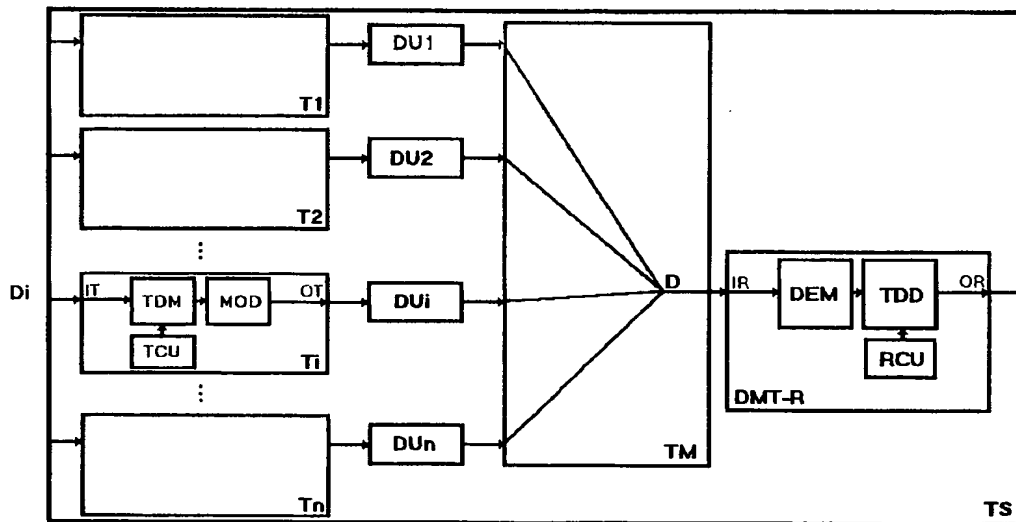 DU1
T1
DU2
T2
⋮
Di
IT
TDM
MOD
OT
DUi
D
IR
DEM
TDD
OR
TCU
Ti
RCU
⋮
DMT-R
DUn
TM
Tn
TS